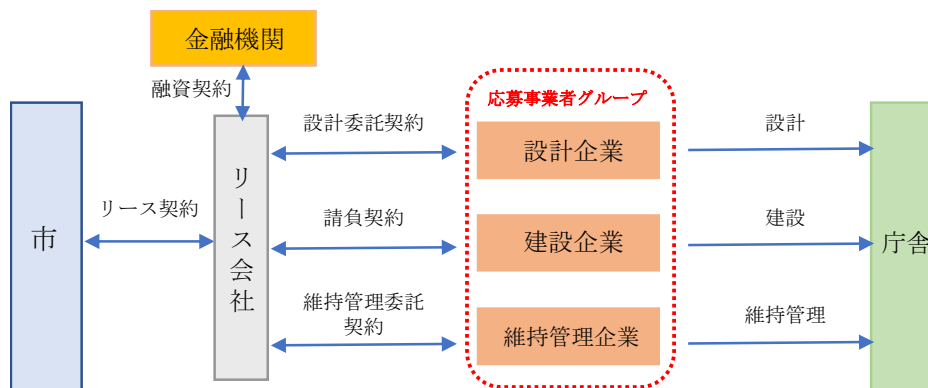 金融機関
融資契約
応募事業者グループ
市
リース契約
リース会社
設計委託契約
設計企業
設計
請負契約
建設企業
建設
庁舎
維持管理委託
契約
維持管理企業
維持管理